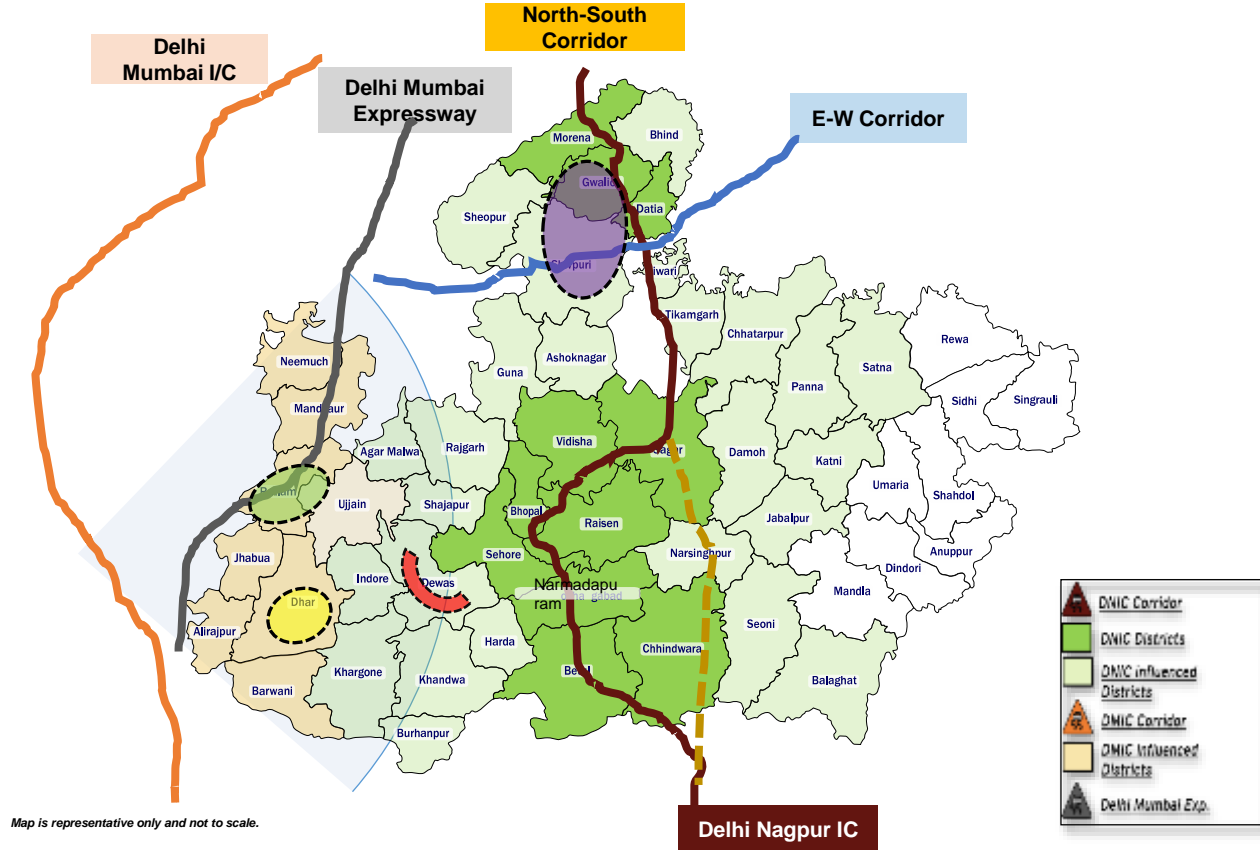 North-South
Corridor
Delhi
Mumbai I/C
Delhi Mumbai
Expressway
E-W Corridor
Morena
Bhind
Gwalior
Datia
Sheopur
Shivpuri
Niwari
Tikamgarh
Chhatarpur
Rewa
Neemuch
Ashoknagar
Guna
Panna
Satna
Sidhi
Singrauli
Mandsaur
Agar Malwa
Rajgarh
Vidisha
Sagar
Damoh
Katni
Umaria
Shahdol
Ratlam
Ujjain
Shajapur
Bhopal
Raisen
Jabalpur
Anuppur
Jhabua
Indore
Dewas
Sehore
Narsinghpur
Dindori
Narmadapu
ram
Mandla
Dhar
Alirajpur
Harda
Chhindwara
Seoni
Barwani
Khargone
Khandwa
Betul
Balaghat
Burhanpur
DNIC Corridor
DNIC Districts
DNIC Influenced
Districts
DMIC Corridor
DMIC Influenced
Districts
Delhi Mumbai Exp.
Map is representative only and not to scale.
Delhi Nagpur IC